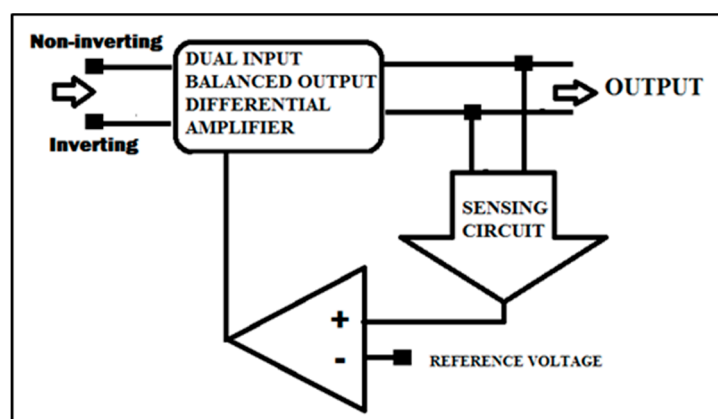 Non-inverting
DUAL INPUT
BALANCED OUTPUT
DIFFERENTIAL
AMPLIFIER
OUTPUT
Inverting
SENSING
CIRCUIT
+
-
REFERENCE VOLTAGE